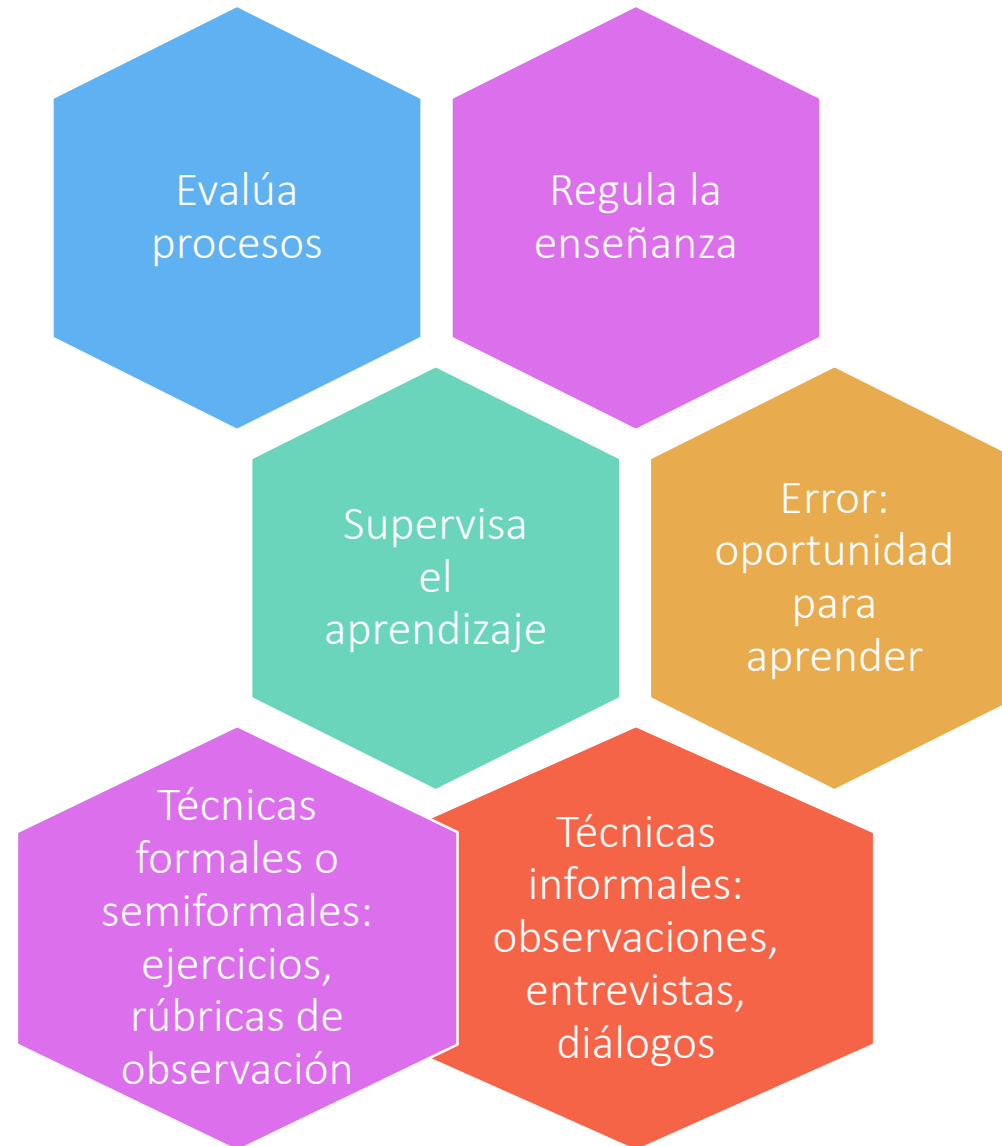 Evalúa
procesos
Regula la
enseñanza
Supervisa
el
aprendizaje
Error:
oportunidad
para
aprender
Técnicas
formales o
semiformales:
ejercicios,
rúbricas de
observación
Técnicas
informales:
observaciones,
entrevistas,
diálogos